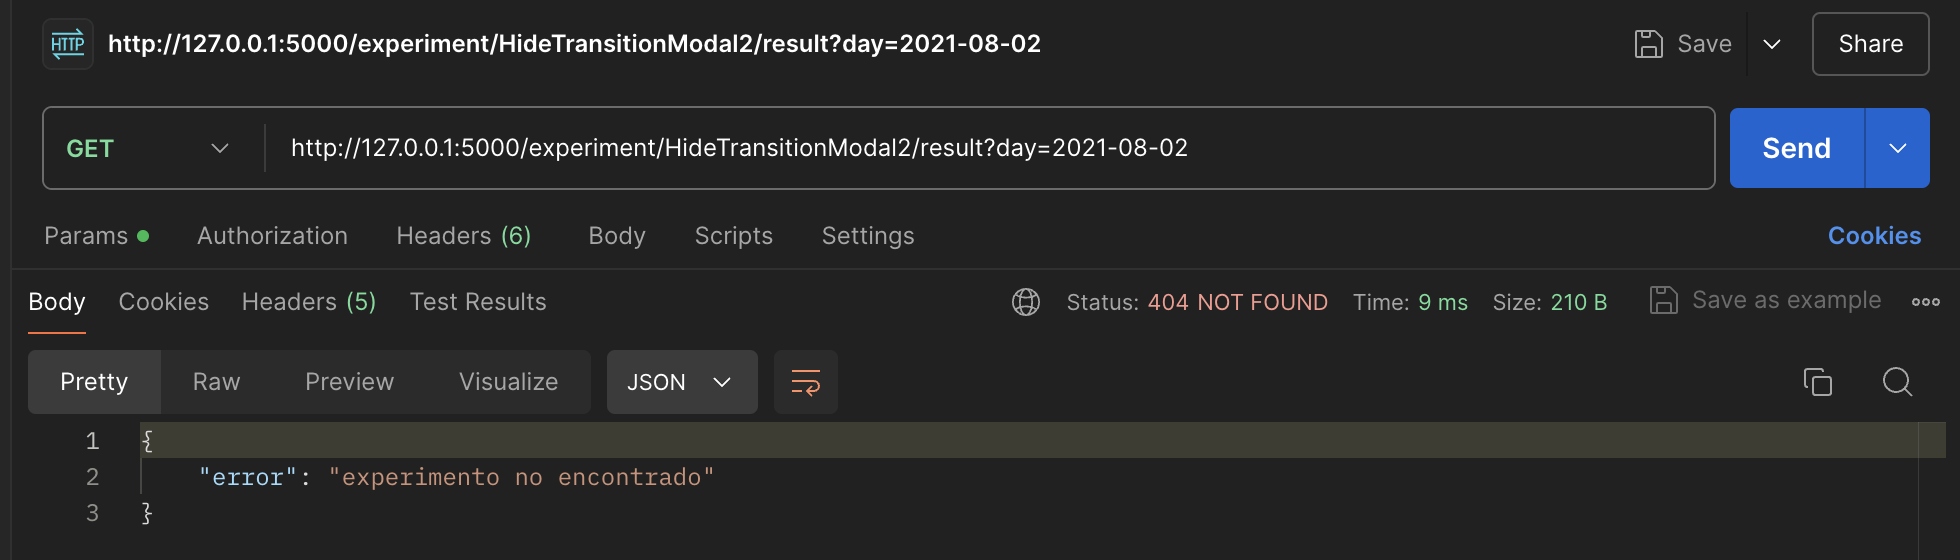 HTTP http://127.0.0.1:5000/experiment/HideTransitionModal2/result?day=2021-08-02 Save Share
GET http://127.0.0.1:5000/experiment/HideTransitionModal2/result?day=2021-08-02 Send
Params Authorization Headers (6) Body Scripts Settings Cookies
Body Cookies Headers (5) Test Results Status: 404 NOT FOUND Time: 9 ms Size: 210 B Save as example
Pretty Raw Preview Visualize JSON
1 {
2 "error": "experimento no encontrado"
3 }